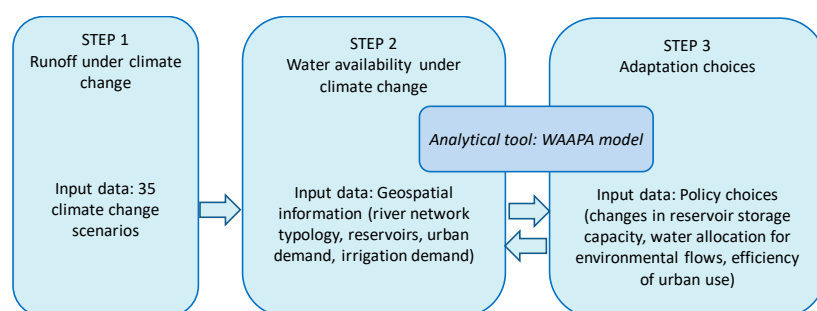 STEP 1
Runoff under climate
change
Input data: 35
climate change
scenarios
STEP 2
Water availability under
climate change
Input data: Geospatial
information (river network
typology, reservoirs, urban
demand, irrigation demand)
STEP 3
Adaptation choices
Analytical tool: WAAPA model
Input data: Policy choices
(changes in reservoir storage
capacity, water allocation for
environmental flows, efficiency
of urban use)